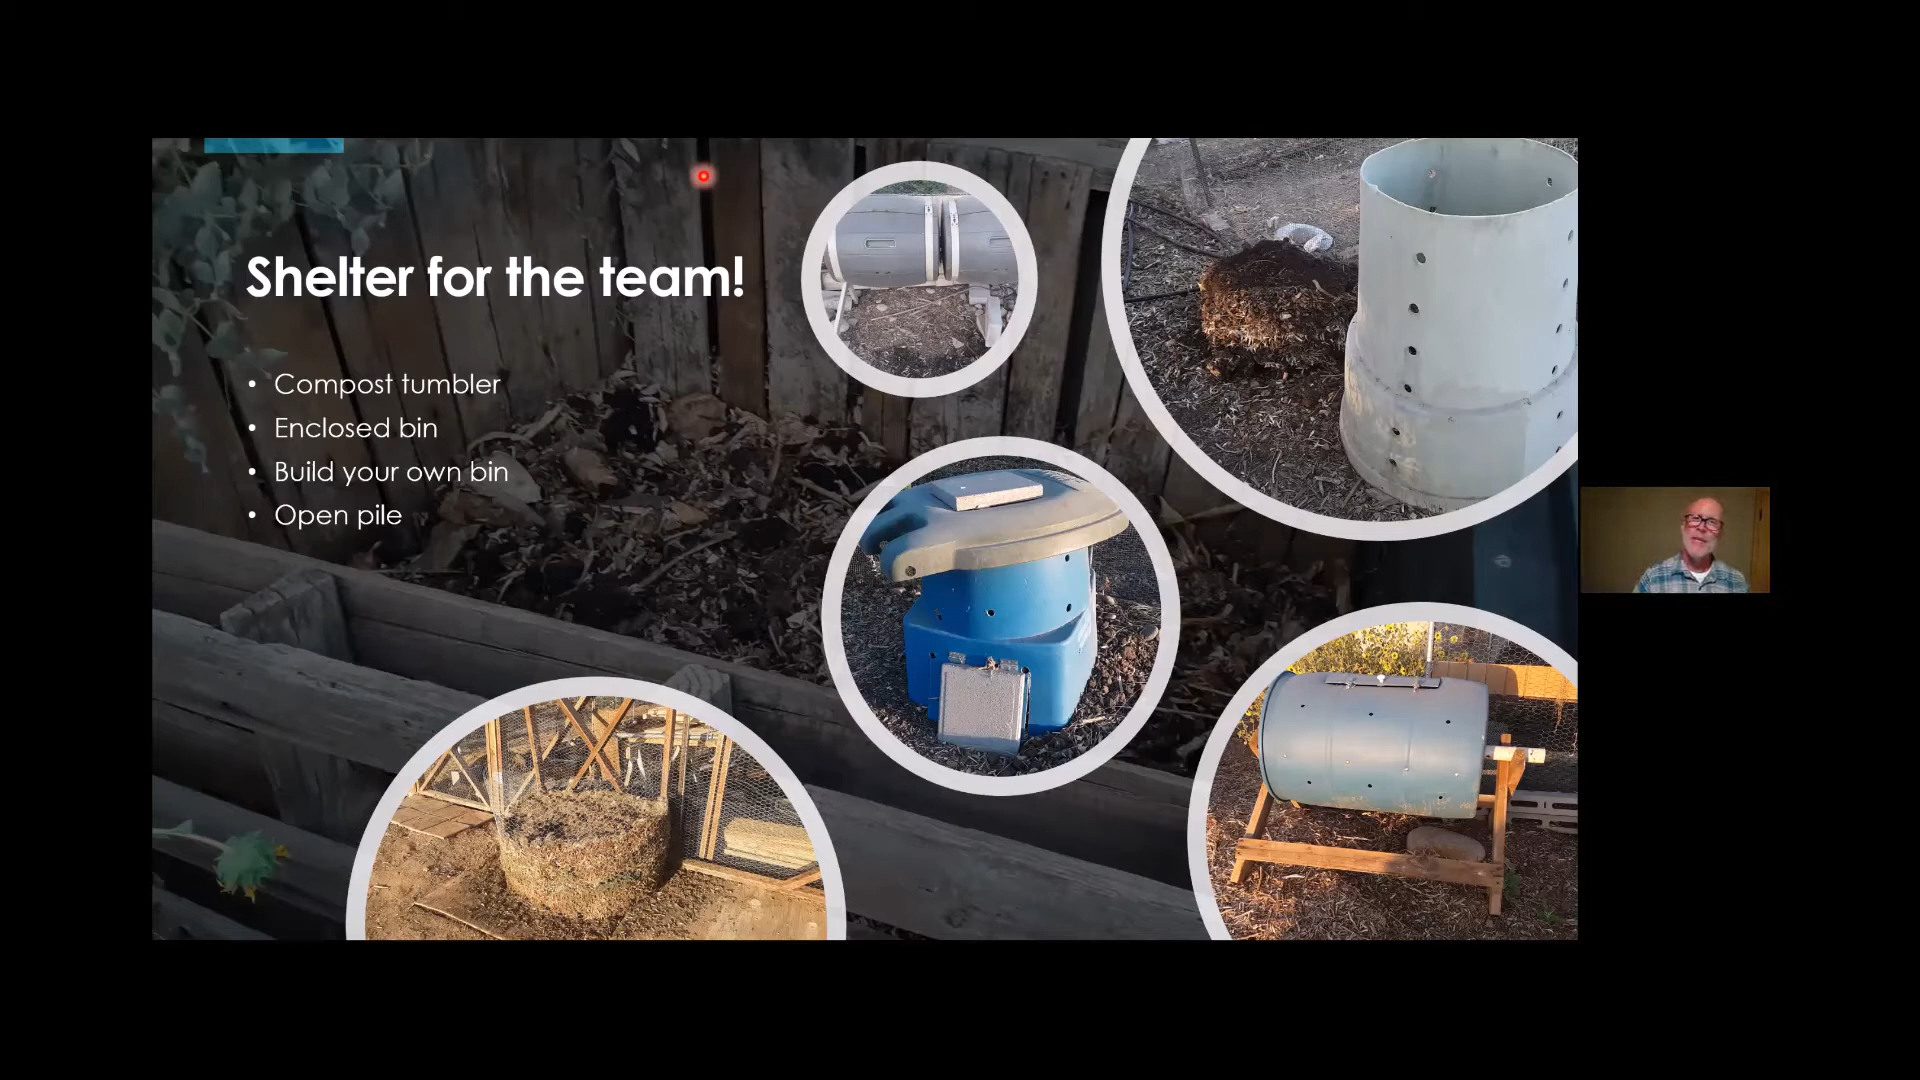 Shelter for the team!
• Compost tumbler
• Enclosed bin
• Build your own bin
• Open pile